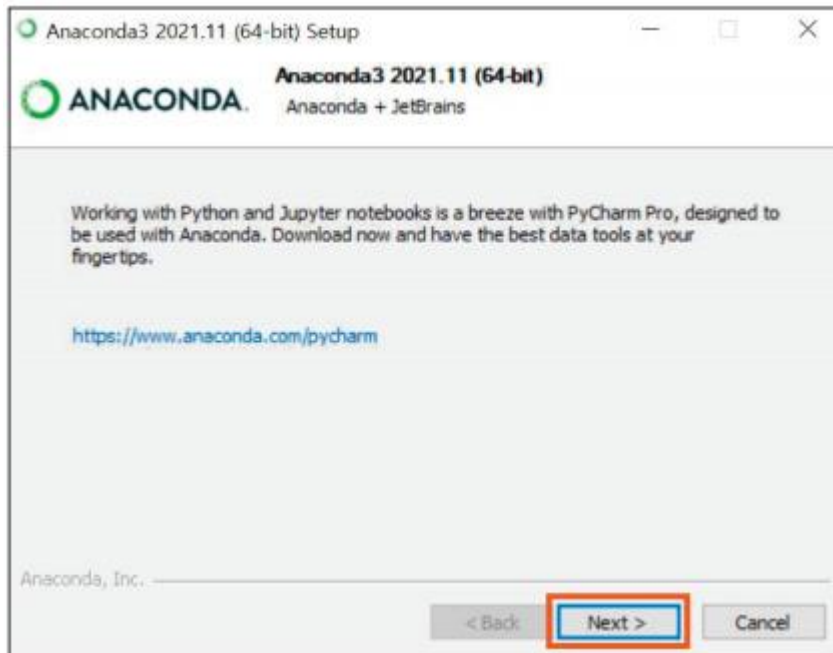 Anaconda3 2021.11 (64-bit) Setup
ANACONDA.
Anaconda3 2021.11 (64-bit)
Anaconda + JetBrains
Working with Python and Jupyter notebooks is a breeze with PyCharm Pro, designed to
be used with Anaconda. Download now and have the best data tools at your
fingertips.
https://www.anaconda.com/pycharm
Anaconda, Inc.
< Back Next > Cancel